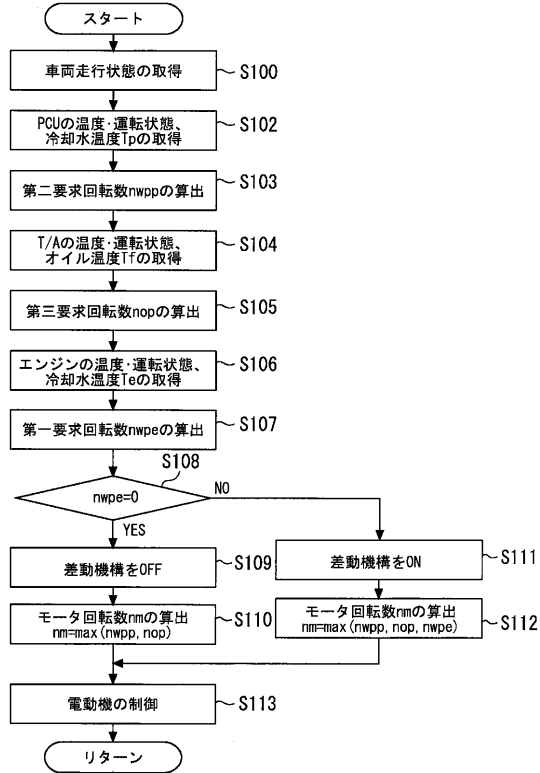 スタート
車両走行状態の取得
S100
PCUの温度・運転状態、
冷却水温度Tpの取得
S102
第二要求回転数nwppの算出
S103
T/Aの温度・運転状態、
オイル温度Tfの取得
S104
第三要求回転数nopの算出
S105
エンジンの温度・運転状態、
冷却水温度Teの取得
S106
第一要求回転数nwpeの算出
S107
S108
nwpe=0
NO
YES
差動機構をOFF
S109
差動機構をON
S111
モータ回転数nmの算出
nm=max(nwpp,nop)
S110
モータ回転数nmの算出
nm=max(nwpp,nop,nwpe)
S112
電動機の制御
S113
リターン